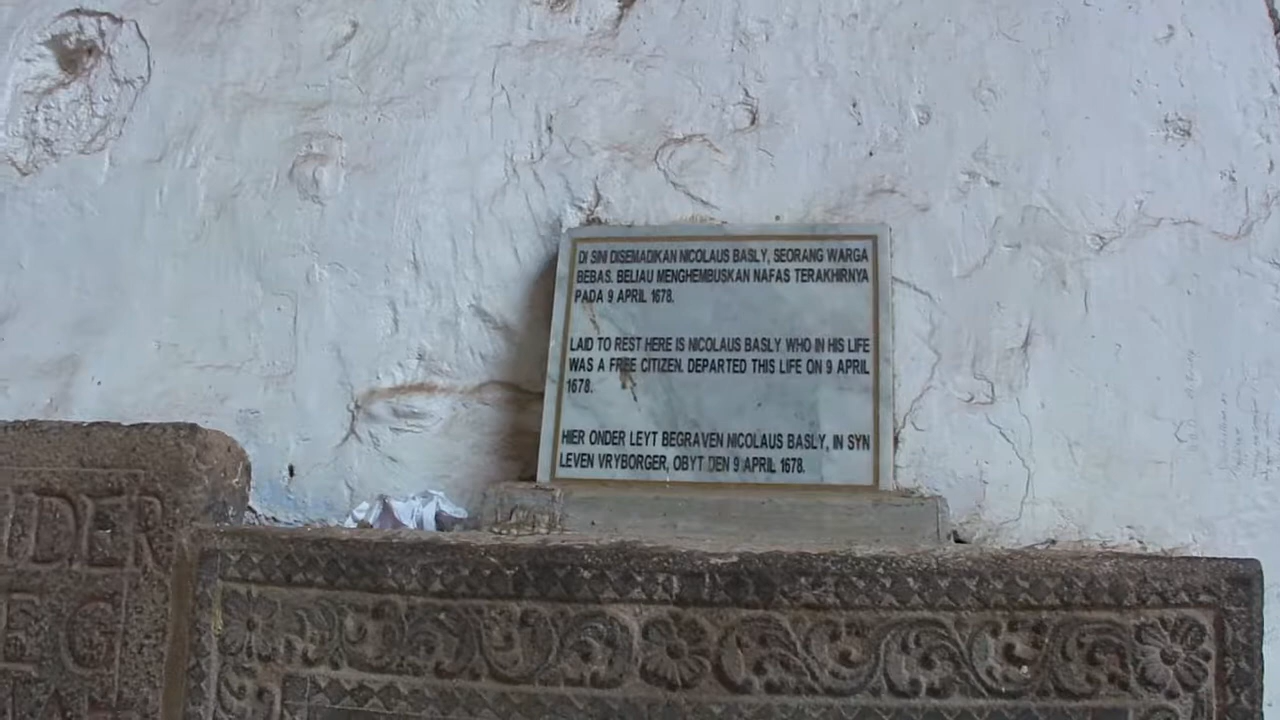 DI SINI DISEMADIKAN NICOLAUS BASLY, SEORANG WARGA
BEBAS. BELIAU MENGHEMBUSKAN NAFAS TERAKHIRNYA
PADA 9 APRIL 1678.
LAID TO REST HERE IS NICOLAUS BASLY WHO IN HIS LIFE
WAS A FREE CITIZEN. DEPARTED THIS LIFE ON 9 APRIL
1678.
HIER ONDER LEYT BEGRAVEN NICOLAUS BASLY, IN SYN
LEVEN VRYBORGER, OBYT DEN 9 APRIL 1678.
UDER
EG